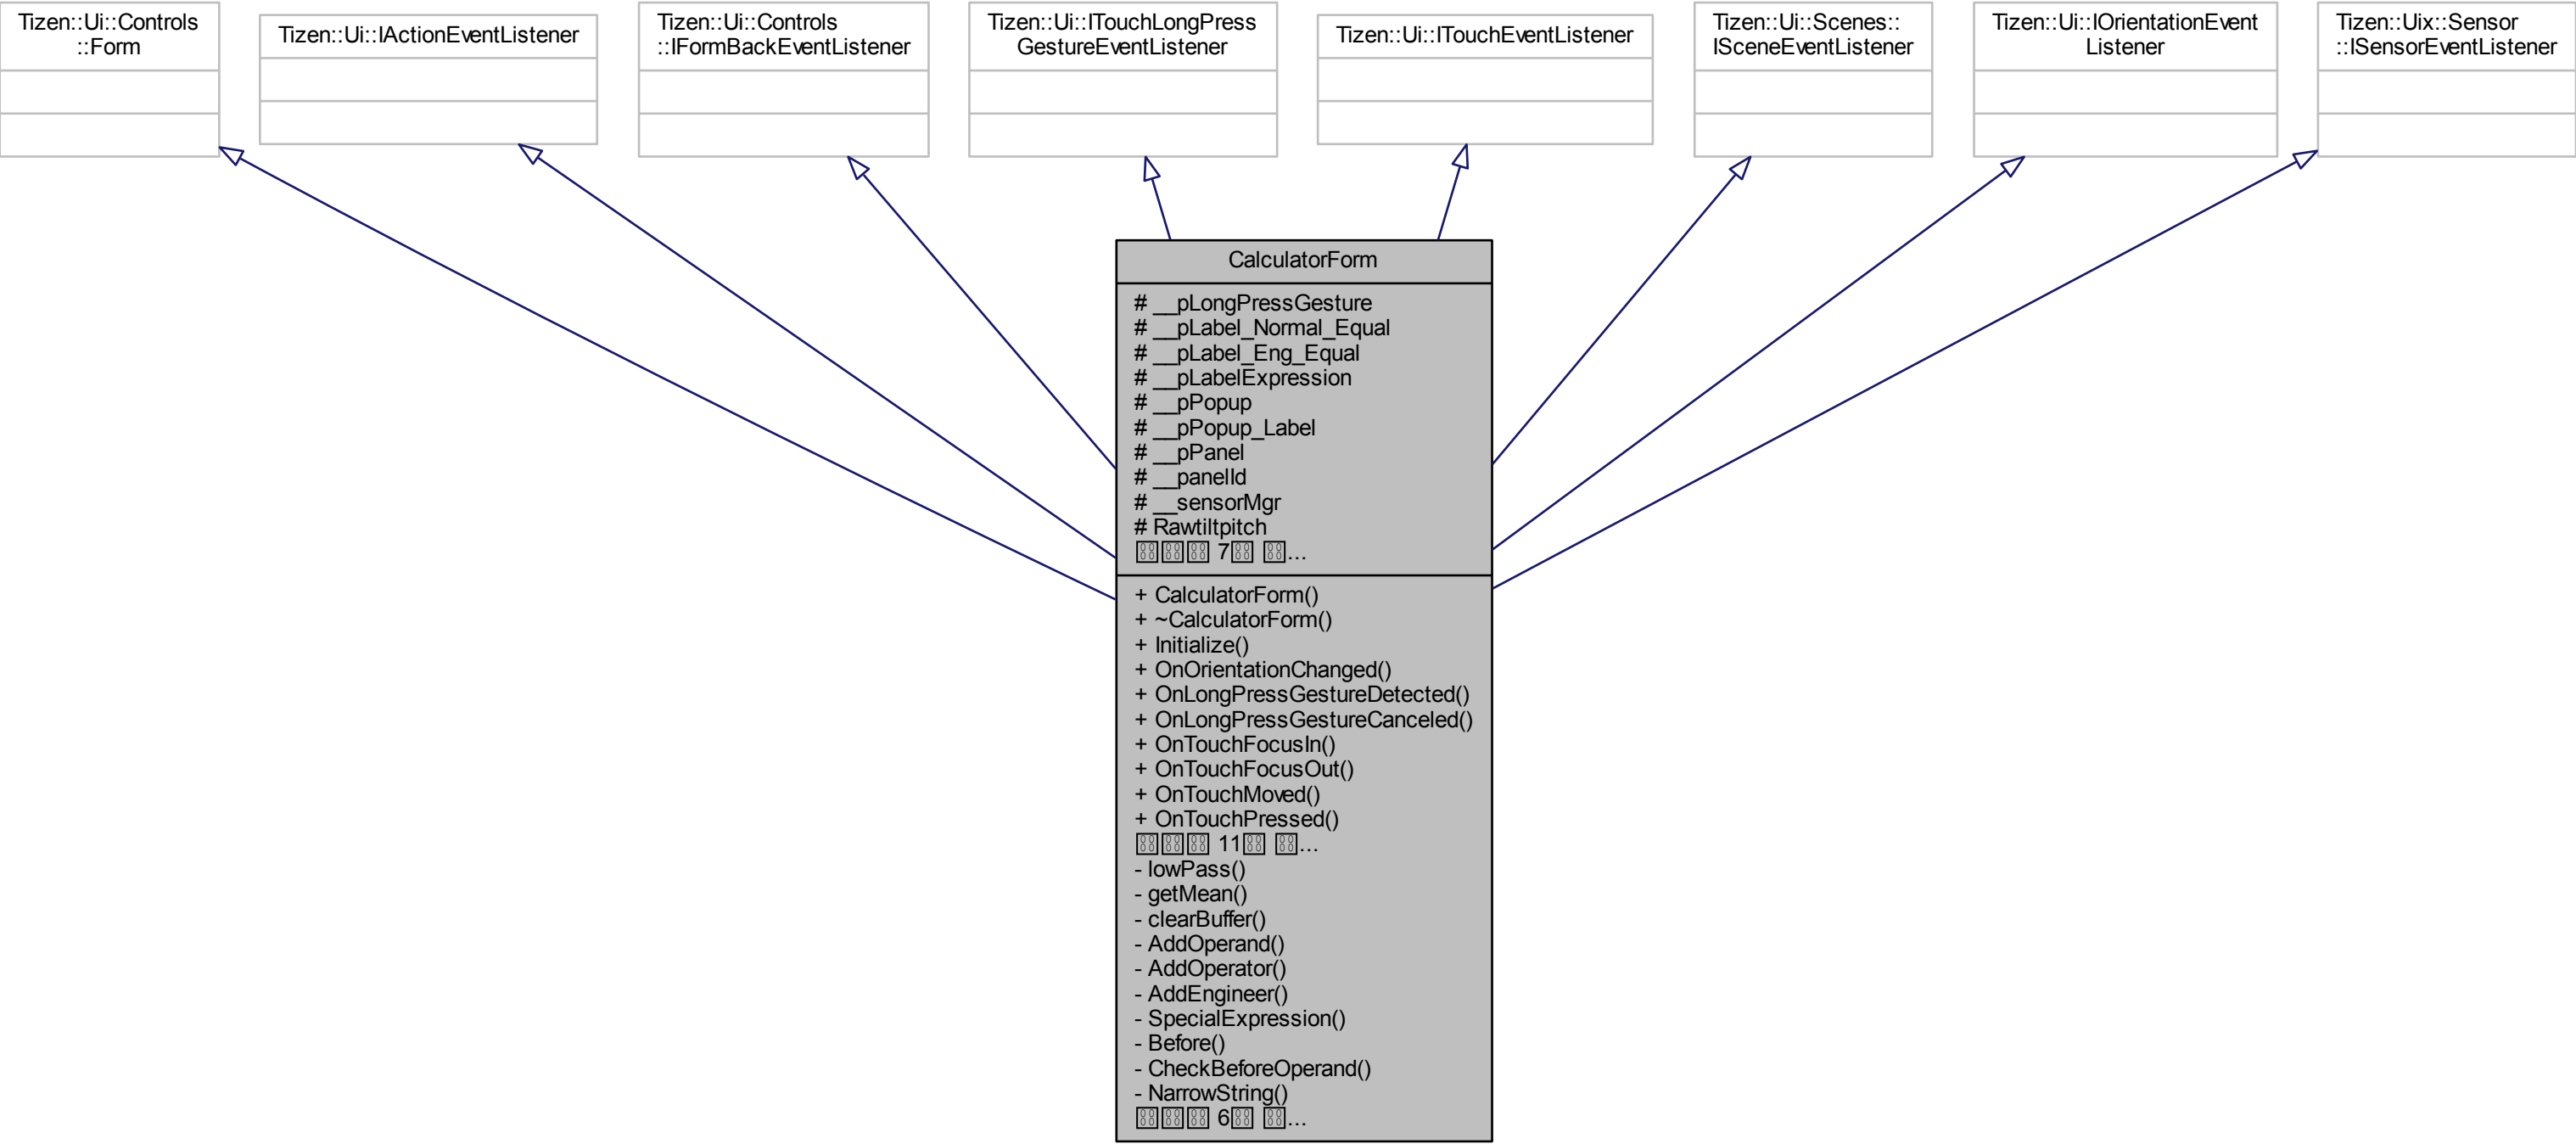 Tizen::Ui::Controls
::Form
Tizen::Ui::IActionEventListener
Tizen::Ui::Controls
::IFormBackEventListener
Tizen::Ui::ITouchLongPress
GestureEventListener
Tizen::Ui::ITouchEventListener
Tizen::Ui::Scenes::
ISceneEventListener
Tizen::Ui::IOrientationEvent
Listener
Tizen::Uix::Sensor
::ISensorEventListener
CalculatorForm
# __pLongPressGesture
# __pLabel_Normal_Equal
# __pLabel_Eng_Equal
# __pLabelExpression
# __pPopup
# __pPopup_Label
# __pPanel
# __panelId
# __sensorMgr
# Rawtiltpitch
7 ...
+ CalculatorForm()
+ ~CalculatorForm()
+ Initialize()
+ OnOrientationChanged()
+ OnLongPressGestureDetected()
+ OnLongPressGestureCanceled()
+ OnTouchFocusIn()
+ OnTouchFocusOut()
+ OnTouchMoved()
+ OnTouchPressed()
11 ...
- lowPass()
- getMean()
- clearBuffer()
- AddOperand()
- AddOperator()
- AddEngineer()
- SpecialExpression()
- Before()
- CheckBeforeOperand()
- NarrowString()
6 ...